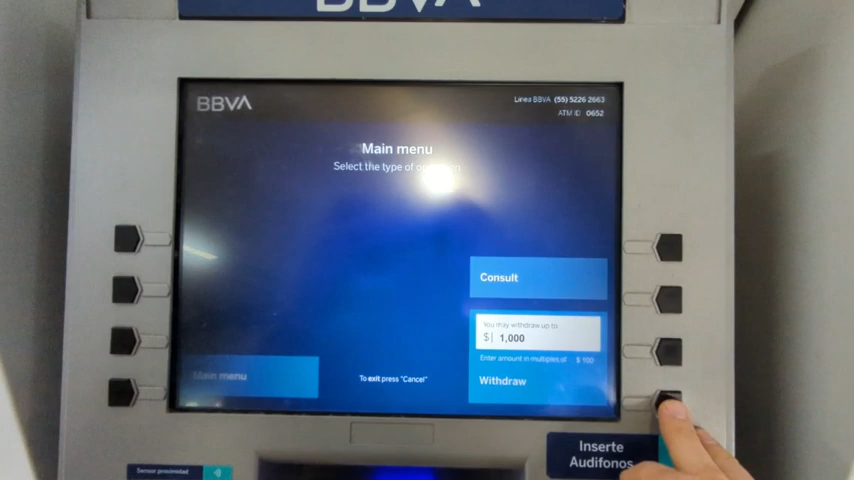 BBVA
BBVA
Linea BBVA (55) 5226 2663
ATM ID 0652
Main menu
Select the type of
Consult
You may withdraw up to:
$| 1,000
Enter amount in multiples of $ 100
Main menu
To exit press "Cancel"
Withdraw
Inserte
Audifonos
Sensor proximidad